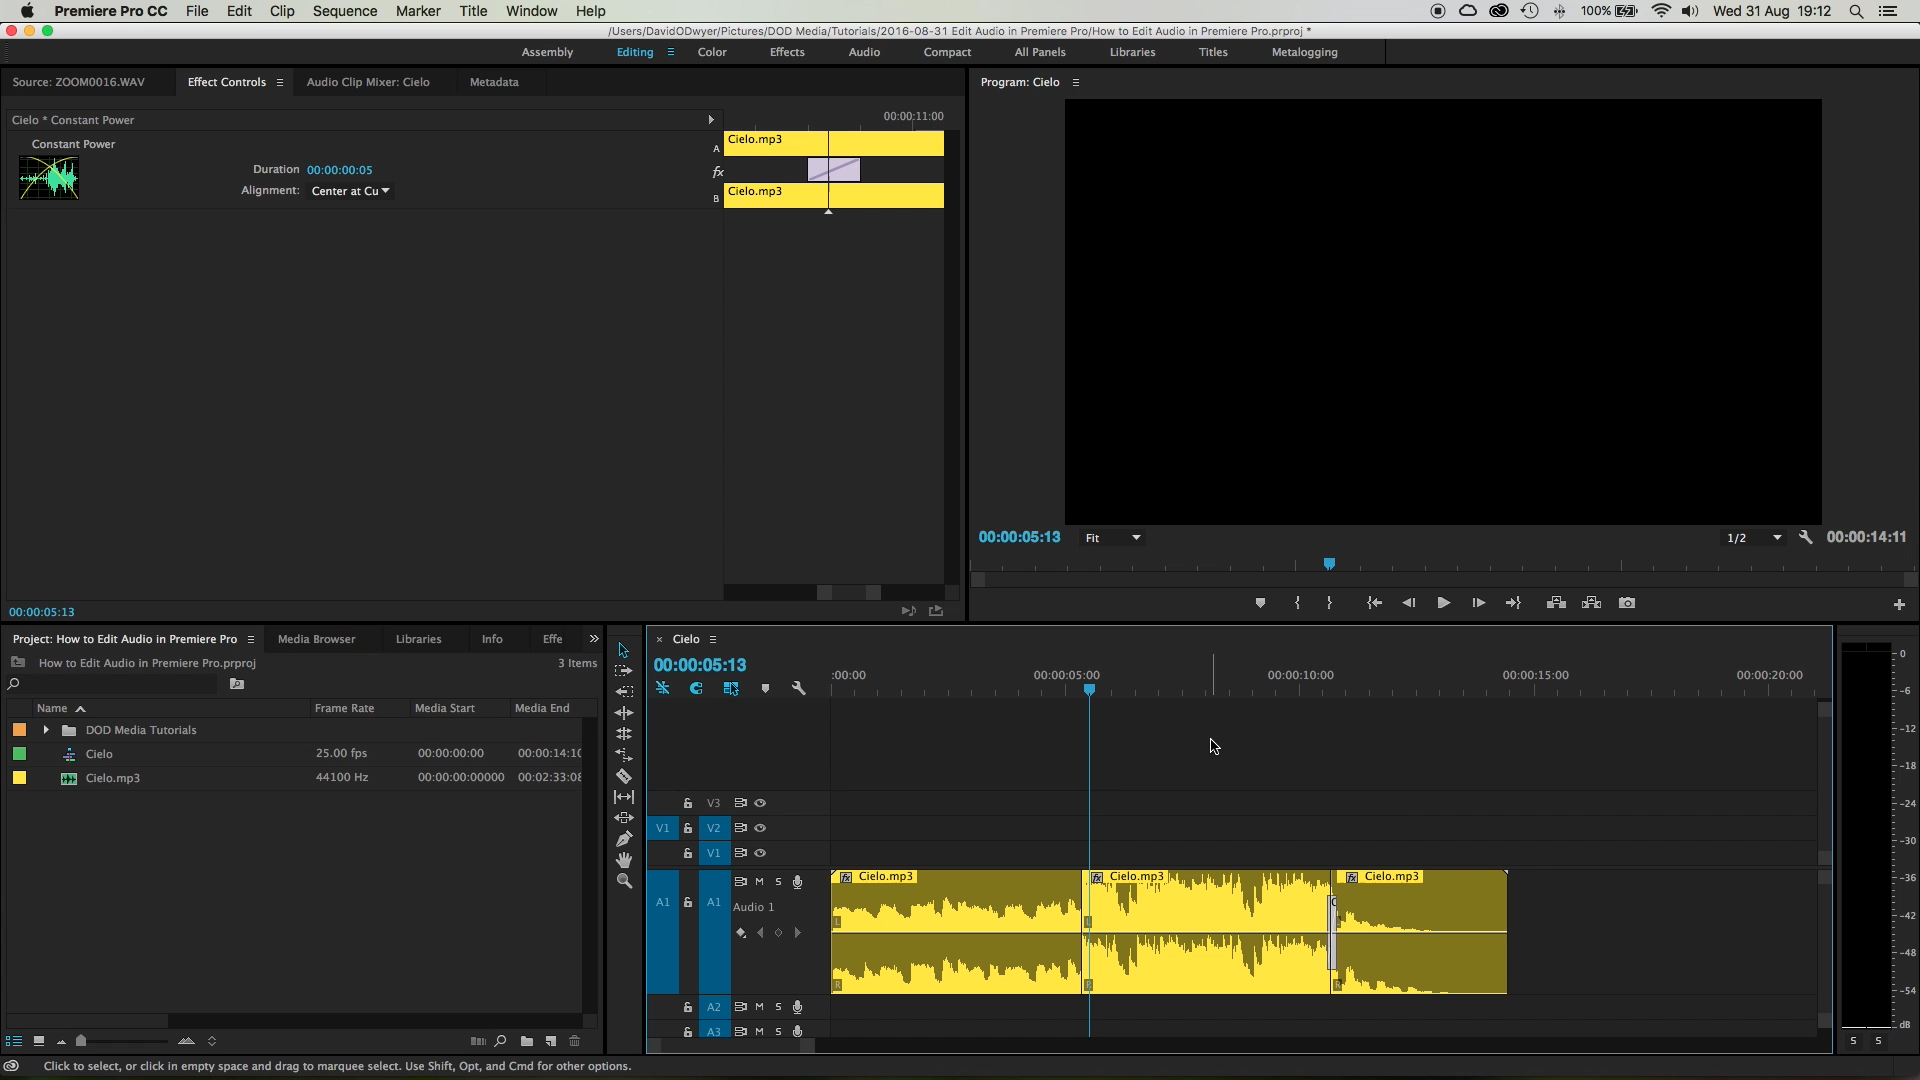 Premiere Pro CC File Edit Clip Sequence Marker Title Window Help 100% Wed 31 Aug 19:12
/Users/DavidODwyer/Pictures/DOD Media/Tutorials/2016-08-31 Edit Audio in Premiere Pro/How to Edit Audio in Premiere Pro.prproj *
Assembly Editing Color Effects Audio Compact All Panels Libraries Titles Metalogging
Source: ZOOM0016.WAV Effect Controls Audio Clip Mixer: Cielo Metadata
Program: Cielo
Cielo * Constant Power
00:00:11:00
Constant Power
Duration 00:00:00:05
Alignment: Center at Cu
A Cielo.mp3
fx
B Cielo.mp3
00:00:05:13
00:00:05:13 Fit 1/2 00:00:14:11
Project: How to Edit Audio in Premiere Pro Media Browser Libraries Info Effe
How to Edit Audio in Premiere Pro.prproj 3 Items
Name Frame Rate Media Start Media End
DOD Media Tutorials
Cielo 25.00 fps 00:00:00:00 00:00:14:10
Cielo.mp3 44100 Hz 00:00:00:00000 00:02:33:08
× Cielo
00:00:05:13
:00:00 00:00:05:00 00:00:10:00 00:00:15:00 00:00:20:00
V3
V1 V2
V1
A1 A1 M S
Audio 1
fx Cielo.mp3 fx Cielo.mp3 fx Cielo.mp3
L L
R R R
A2 M S
A3 M S
0
-6
-12
-18
-24
-30
-36
-42
-48
-54
dB
S S
Click to select, or click in empty space and drag to marquee select. Use Shift, Opt, and Cmd for other options.